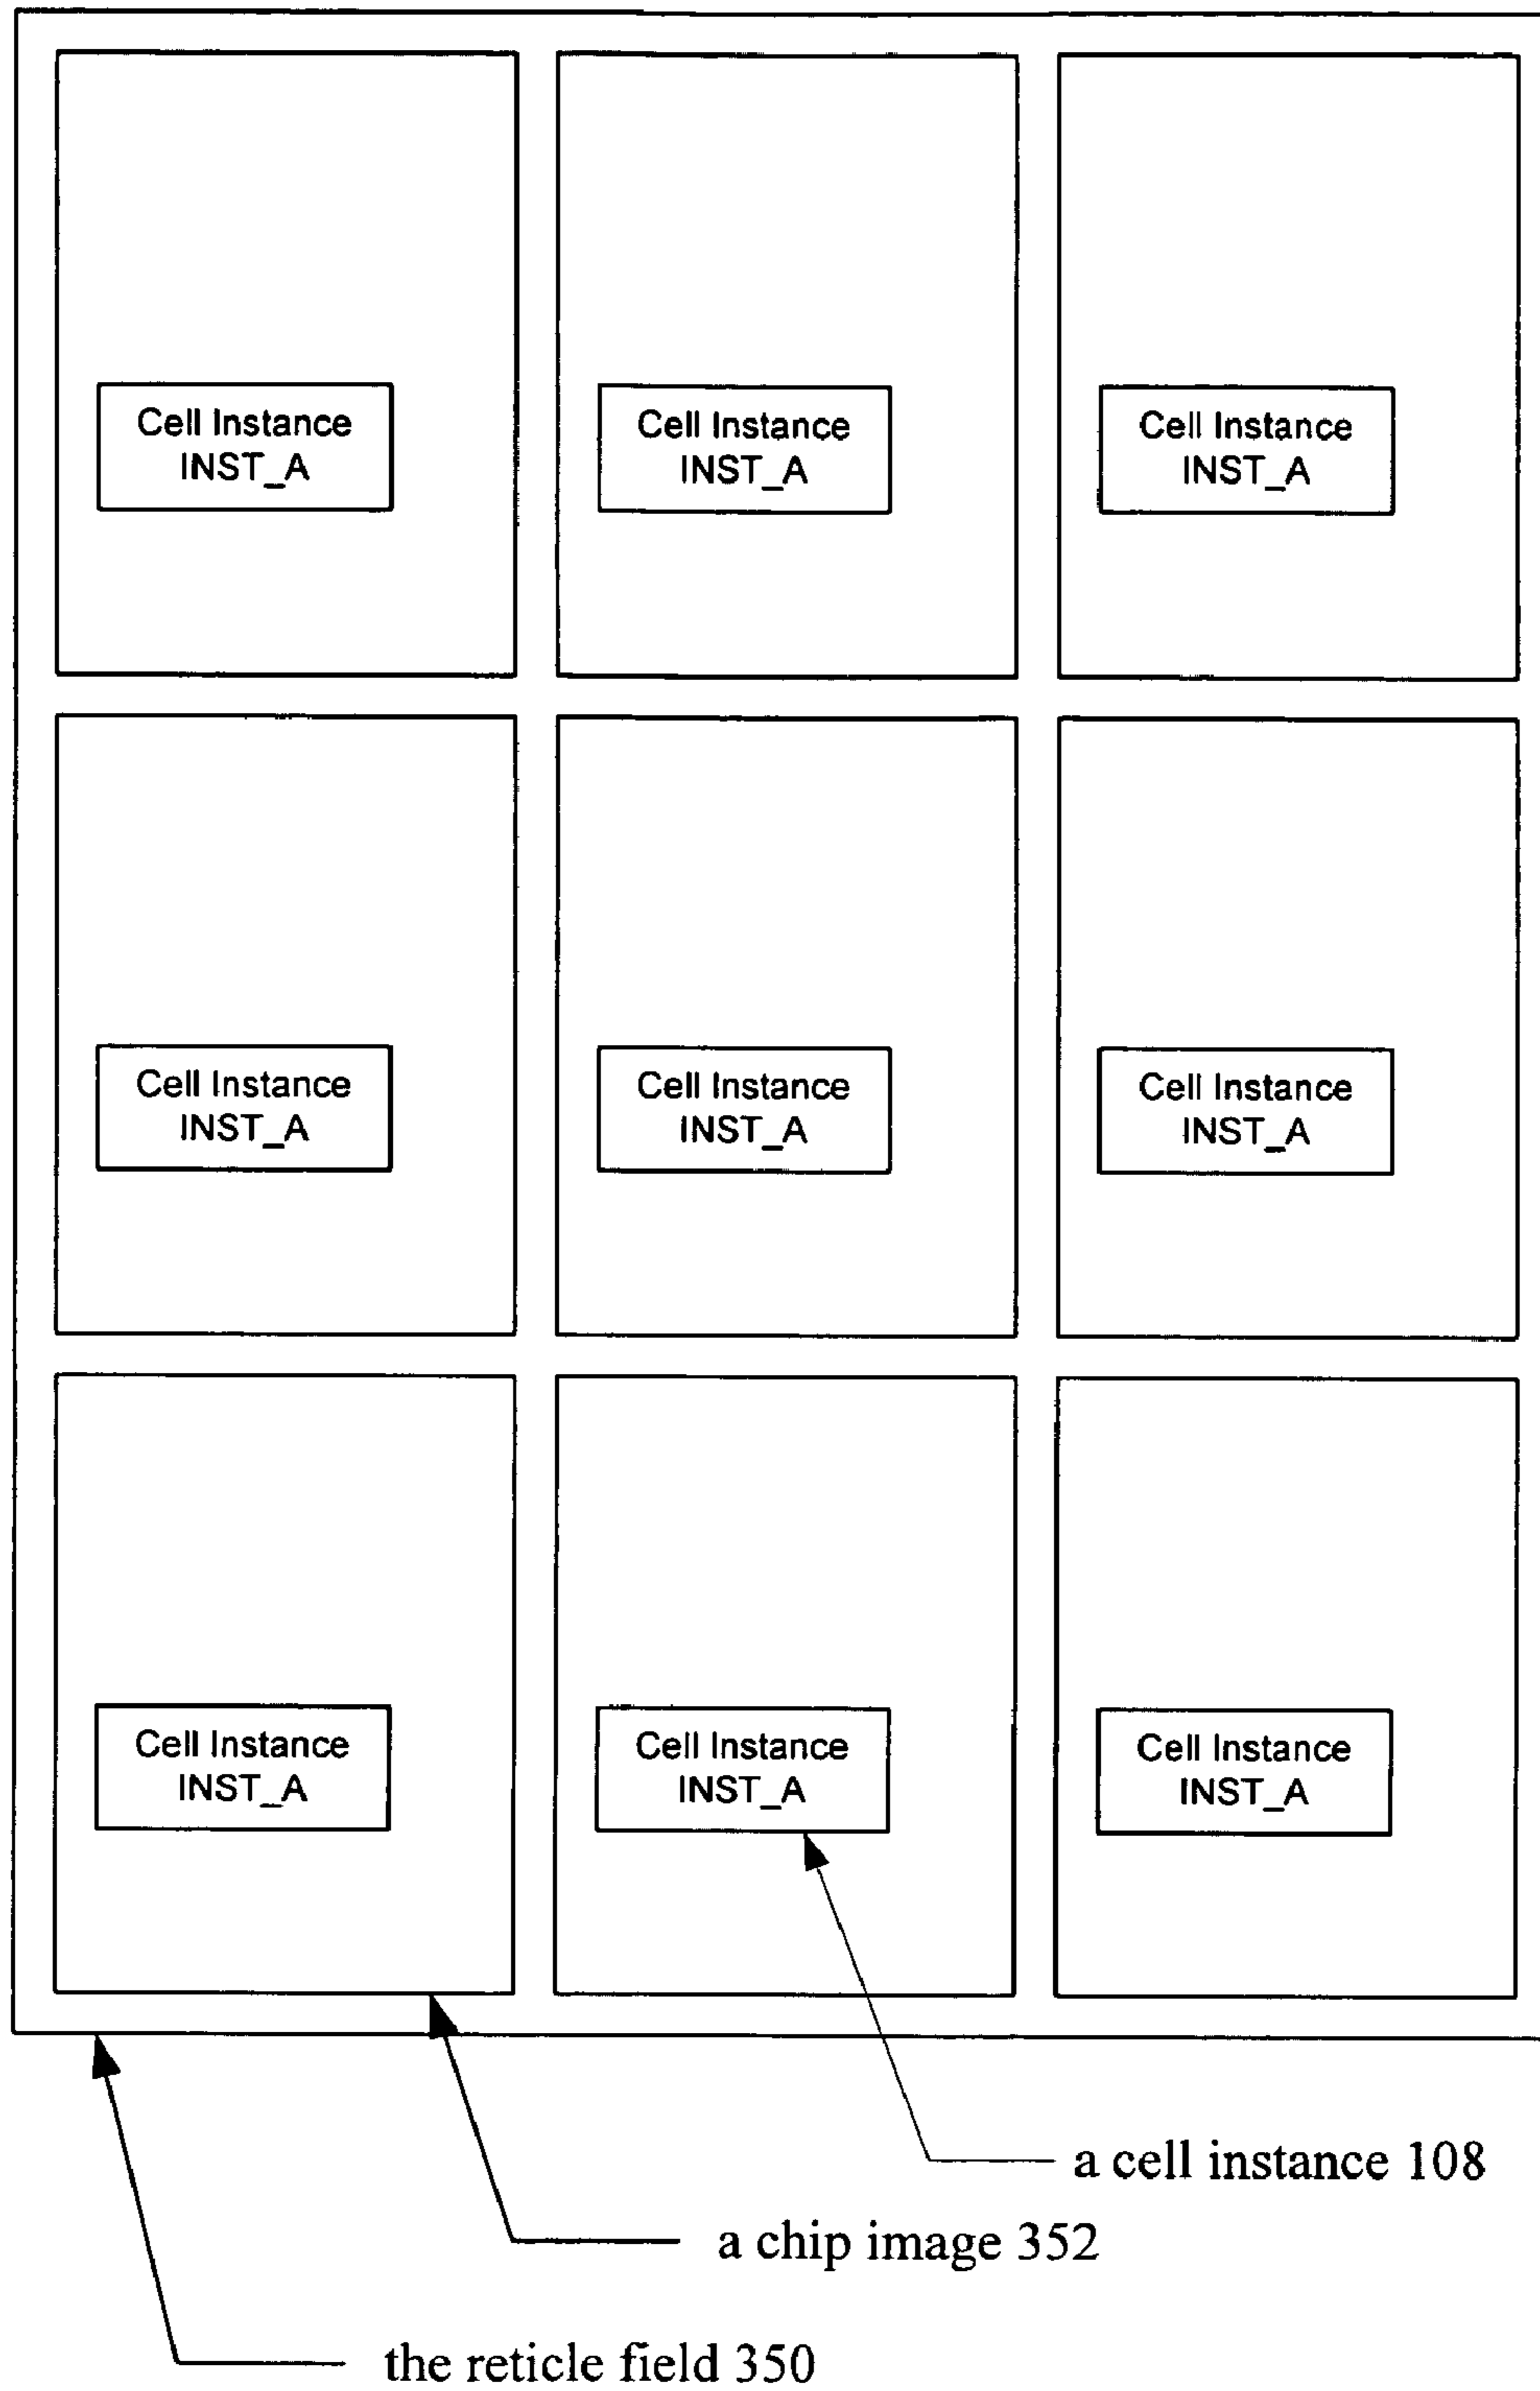 Cell Instance
INST_A
Cell Instance
INST_A
Cell Instance
INST_A
Cell Instance
INST_A
Cell Instance
INST_A
Cell Instance
INST_A
Cell Instance
INST_A
Cell Instance
INST_A
Cell Instance
INST_A
a cell instance 108
a chip image 352
the reticle field 350